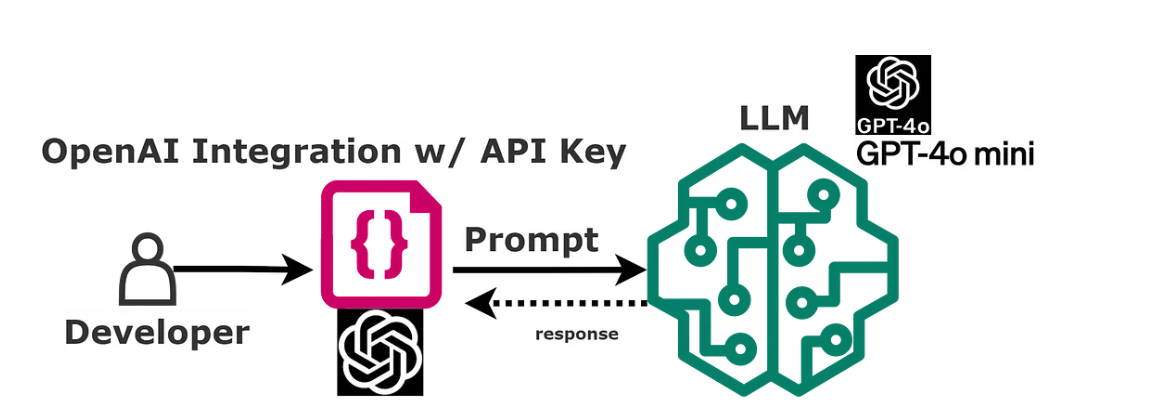 LLM
GPT-4o
GPT-4o mini
OpenAI Integration w/ API Key
{}
Prompt
Developer
response